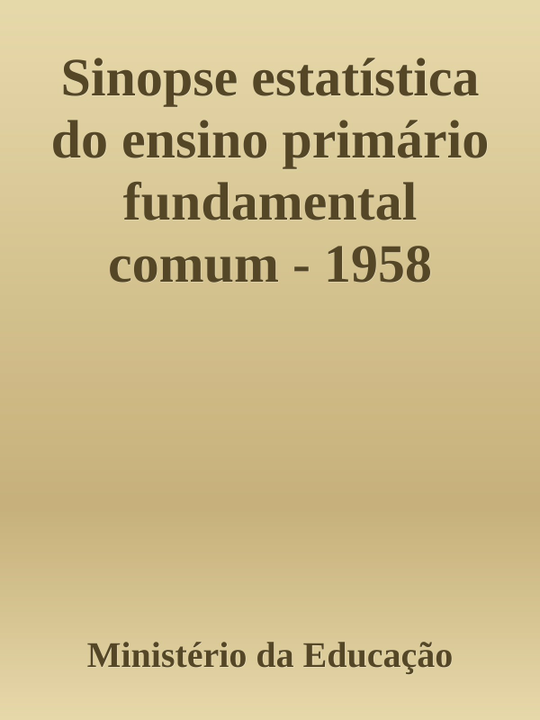 Sinopse estatística
do ensino primário
fundamental
comum - 1958
Ministério da Educação